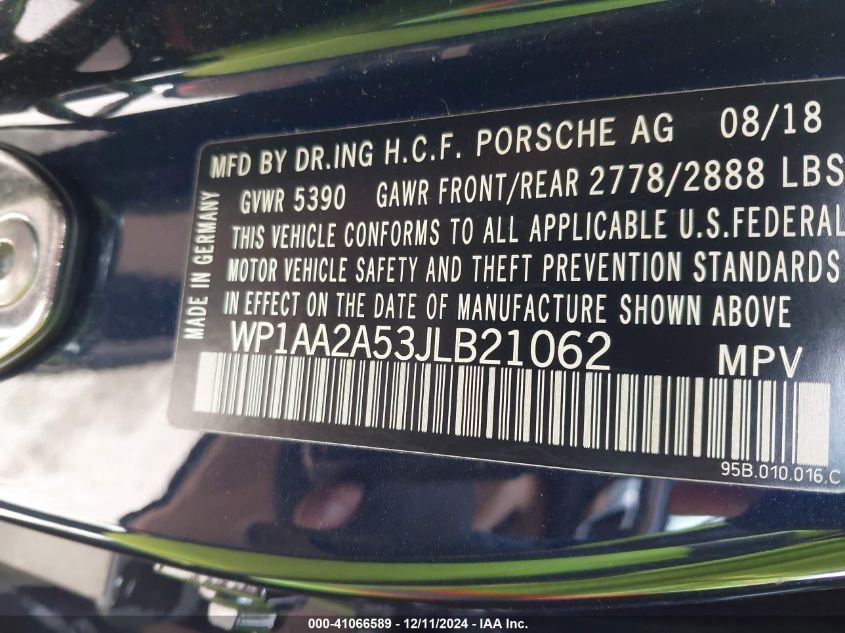 MFD BY DR.ING H.C.F. PORSCHE AG 08/18
GVWR 5390 GAWR FRONT/REAR 2778/2888 LBS
THIS VEHICLE CONFORMS TO ALL APPLICABLE U.S.FEDERAL
MOTOR VEHICLE SAFETY AND THEFT PREVENTION STANDARDS
IN EFFECT ON THE DATE OF MANUFACTURE SHOWN ABOVE
MADE IN GERMANY
WP1AA2A53JLB21062 MPV
95B.010.016.C
000-41066589 - 12/11/2024 - IAA Inc.